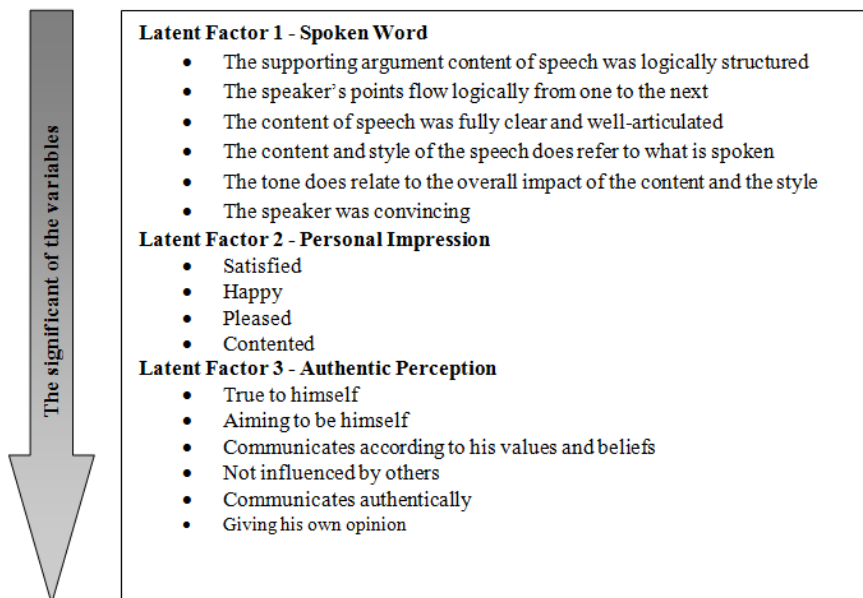 The significant of the variables
Latent Factor 1 - Spoken Word
• The supporting argument content of speech was logically structured
• The speaker's points flow logically from one to the next
• The content of speech was fully clear and well-articulated
• The content and style of the speech does refer to what is spoken
• The tone does relate to the overall impact of the content and the style
• The speaker was convincing
Latent Factor 2 - Personal Impression
• Satisfied
• Happy
• Pleased
• Contented
Latent Factor 3 - Authentic Perception
• True to himself
• Aiming to be himself
• Communicates according to his values and beliefs
• Not influenced by others
• Communicates authentically
• Giving his own opinion